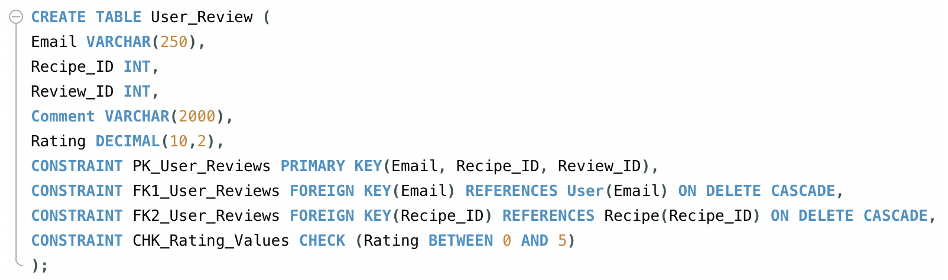 CREATE TABLE User_Review (
Email VARCHAR(250),
Recipe_ID INT,
Review_ID INT,
Comment VARCHAR(2000),
Rating DECIMAL(10,2),
CONSTRAINT PK_User_Reviews PRIMARY KEY(Email, Recipe_ID, Review_ID),
CONSTRAINT FK1_User_Reviews FOREIGN KEY(Email) REFERENCES User(Email) ON DELETE CASCADE,
CONSTRAINT FK2_User_Reviews FOREIGN KEY(Recipe_ID) REFERENCES Recipe(Recipe_ID) ON DELETE CASCADE,
CONSTRAINT CHK_Rating_Values CHECK (Rating BETWEEN 0 AND 5)
);